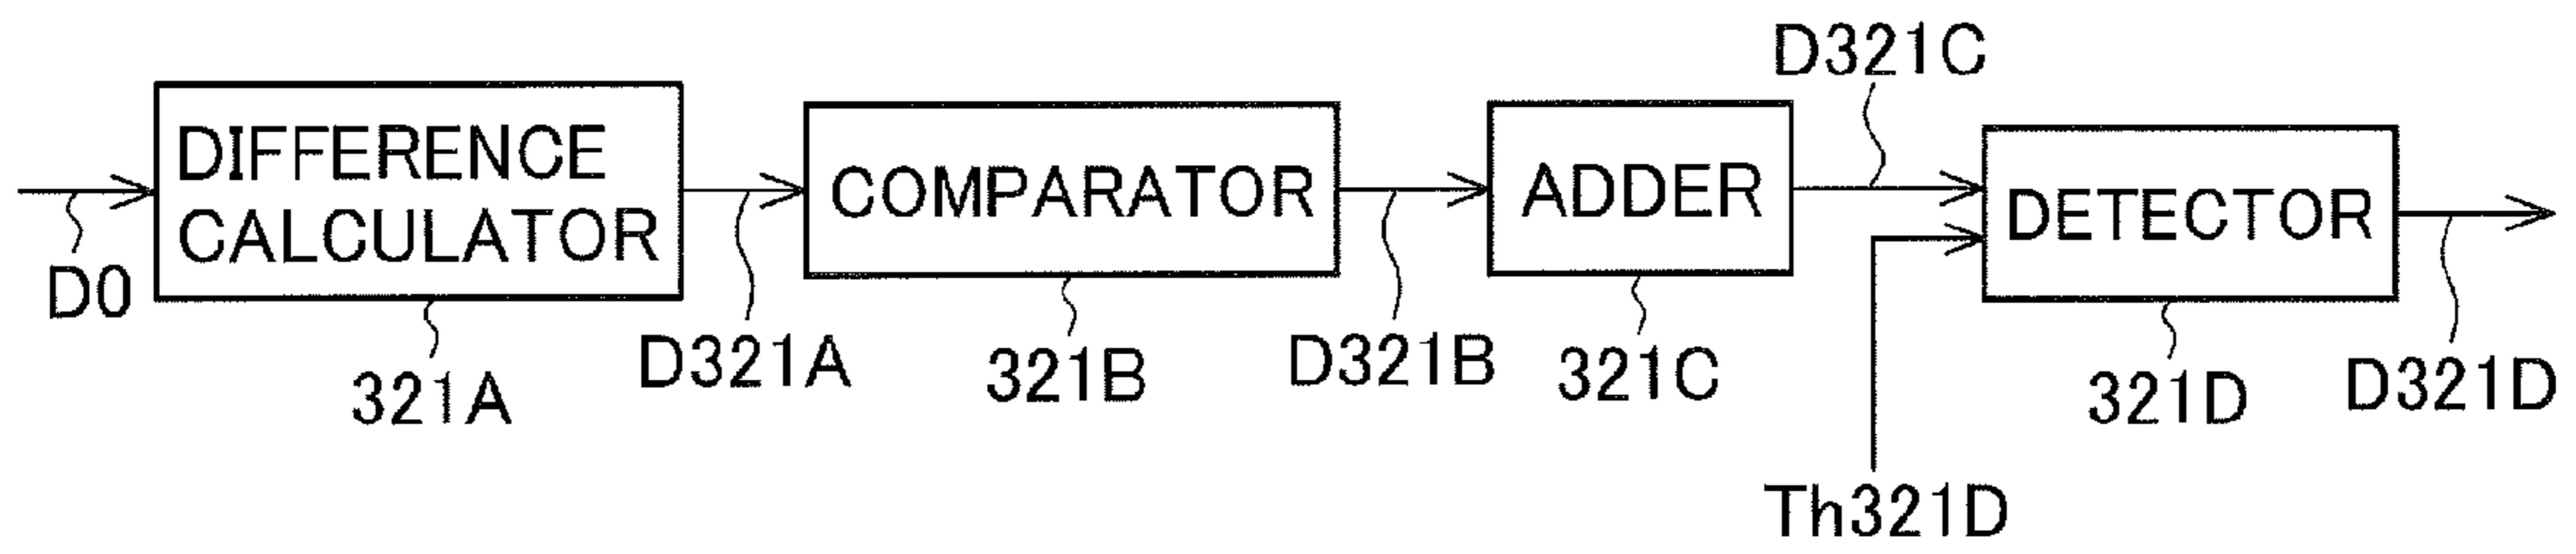 D321C
DIFFERENCE
CALCULATOR
COMPARATOR
ADDER
DETECTOR
D0
321A
D321A
321B
D321B
321C
321D
D321D
Th321D